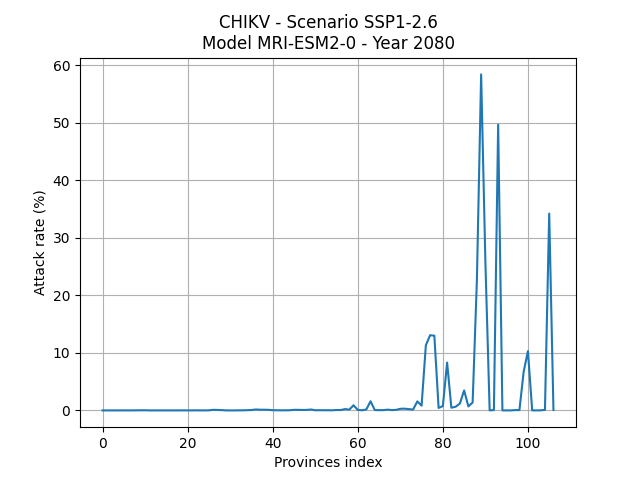 CHIKV - Scenario SSP1-2.6
Model MRI-ESM2-0 - Year 2080
60
50
40
30
20
10
0
Attack rate (%)
0 20 40 60 80 100
Provinces index